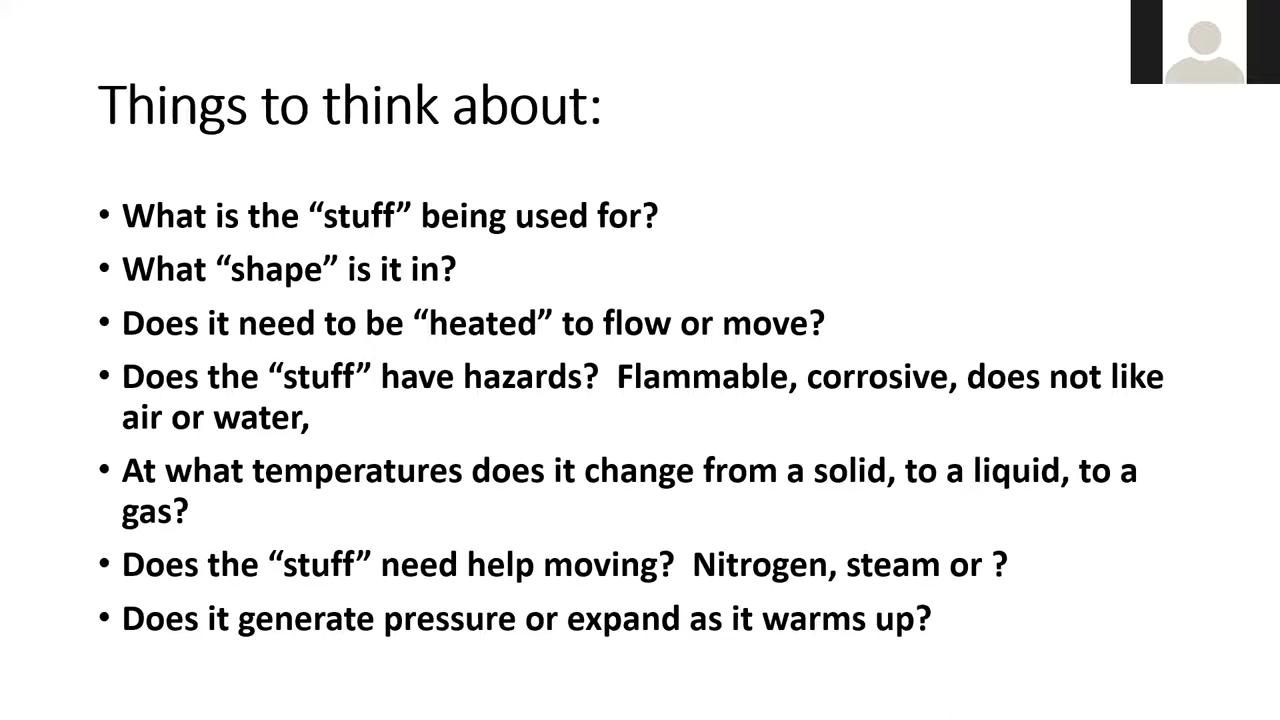 Things to think about:
• What is the “stuff” being used for?
• What “shape” is it in?
• Does it need to be “heated” to flow or move?
• Does the “stuff” have hazards?  Flammable, corrosive, does not like
air or water,
• At what temperatures does it change from a solid, to a liquid, to a
gas?
• Does the “stuff” need help moving?  Nitrogen, steam or ?
• Does it generate pressure or expand as it warms up?